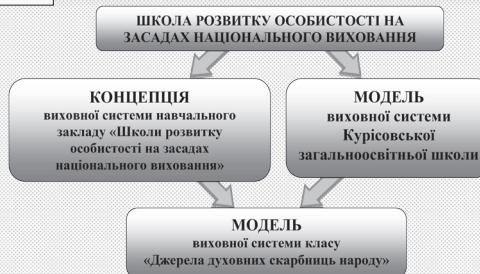 ШКОЛА РОЗВИТКУ ОСОБИСТОСТІ НА
ЗАСАДАХ НАЦІОНАЛЬНОГО ВИХОВАННЯ
КОНЦЕПЦІЯ
виховної системи навчального
закладу «Школи розвитку
особистості на засадах
національного виховання»
МОДЕЛЬ
виховної системи
Курісовської
загальноосвітньої школи
МОДЕЛЬ
виховної системи класу
«Джерела духовних скарбниць народу»